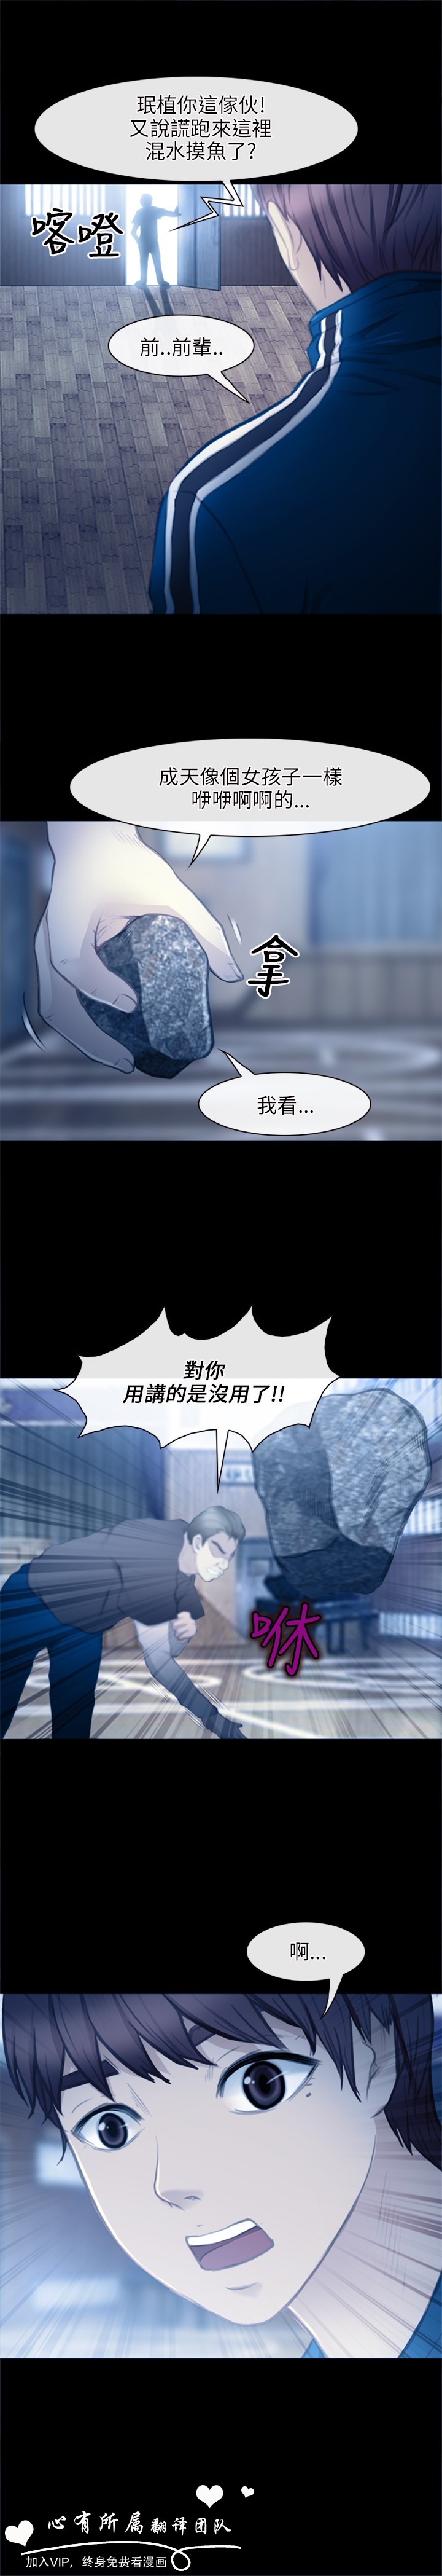 珉植你這傢伙!
又說謊跑來這裡
混水摸魚了?
喀噔
前..前輩..
成天像個女孩子一樣
咿咿啊啊的...
拿
我看...
對你
用講的是沒用了!!
咻
啊...
心有所属翻译团队
加入VIP，终身免费看漫画